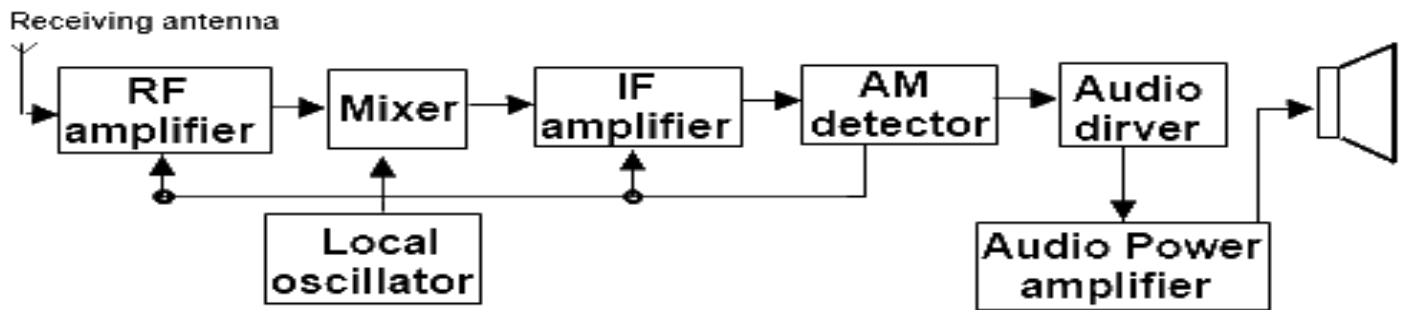 Receiving antenna
RF
amplifier
Mixer
IF
amplifier
AM
detector
Audio
dirver
Local
oscillator
Audio Power
amplifier